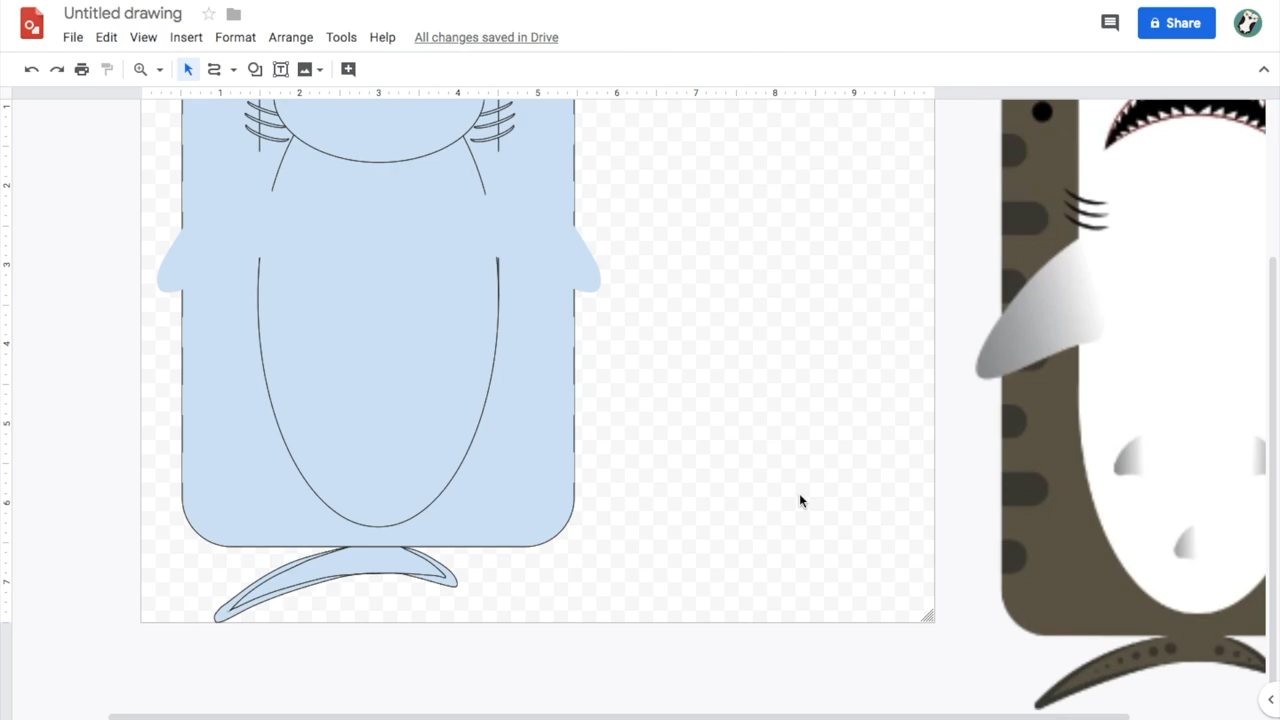 Untitled drawing
File Edit View Insert Format Arrange Tools Help All changes saved in Drive
Share
1 2 3 4 5 6 7 8 9
1
2
3
4
5
6
7